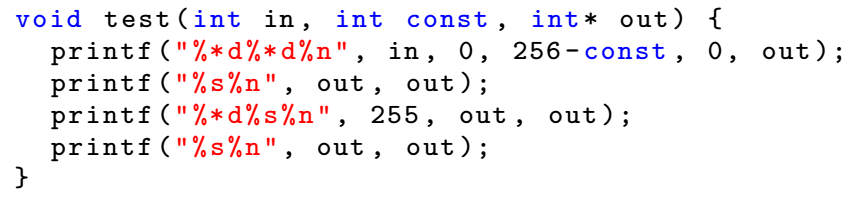 void test(int in, int const, int* out) {
  printf("%*d%*d%n", in, 0, 256-const, 0, out);
  printf("%s%n", out, out);
  printf("%*d%s%n", 255, out, out);
  printf("%s%n", out, out);
}